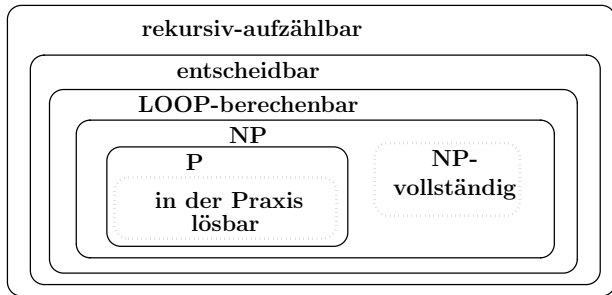 rekursiv-aufzählbar
entscheidbar
LOOP-berechenbar
NP
P
in der Praxis
lösbar
NP-
vollständig